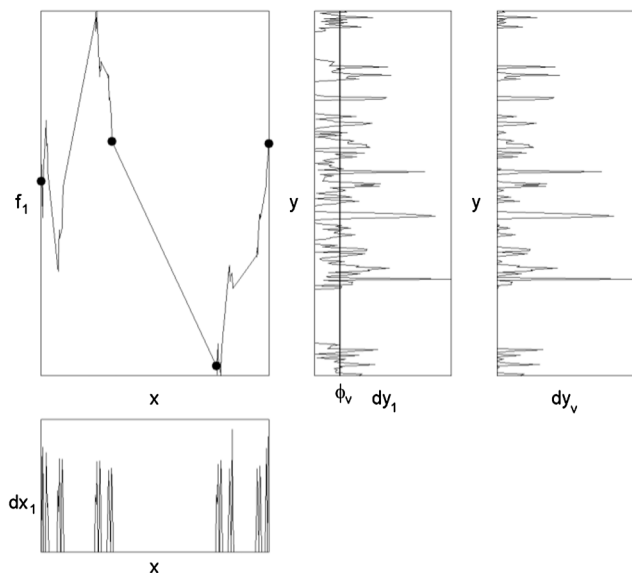 f₁
y
y
x
ϕᵥ
dy₁
dyᵥ
dx₁
x